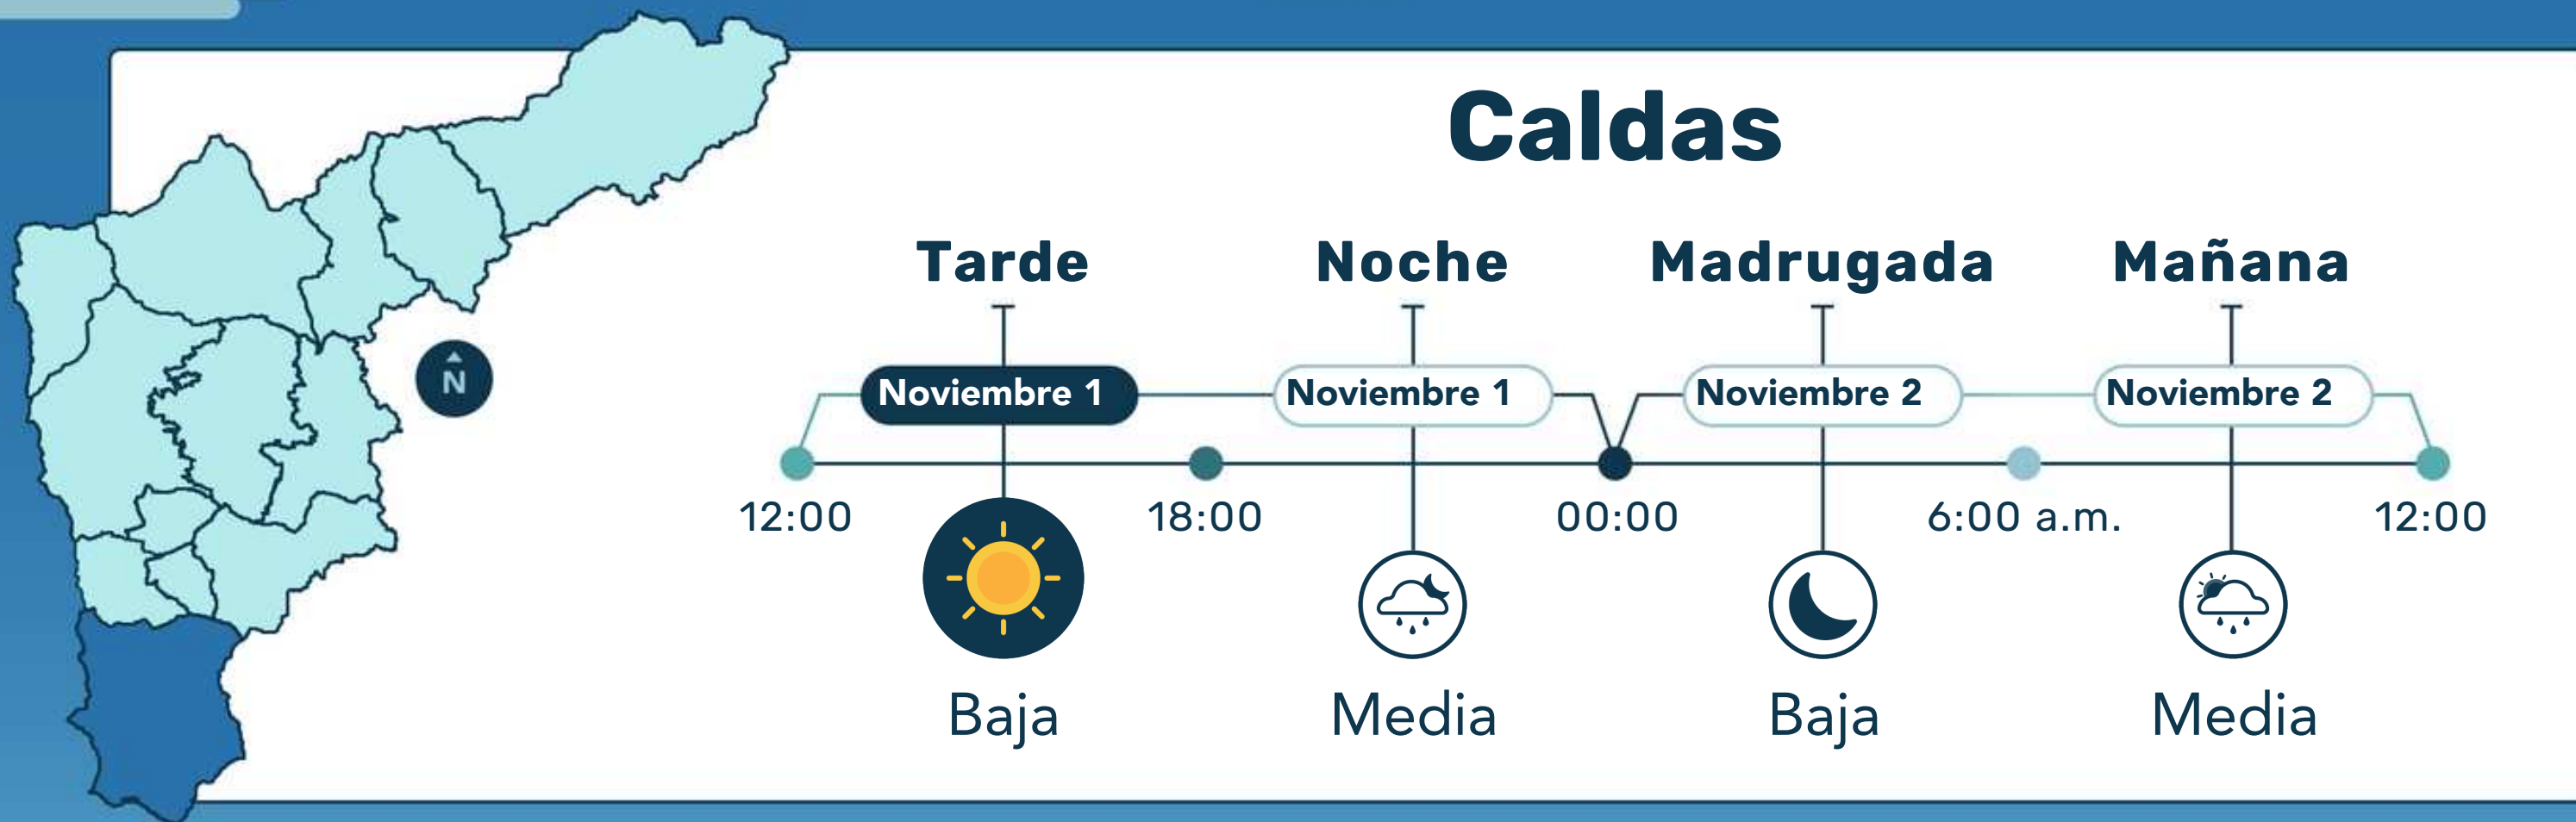 Caldas
Tarde
Noche
Madrugada
Mañana
Noviembre 1
Noviembre 1
Noviembre 2
Noviembre 2
N
12:00
18:00
00:00
6:00 a.m.
12:00
Baja
Media
Baja
Media